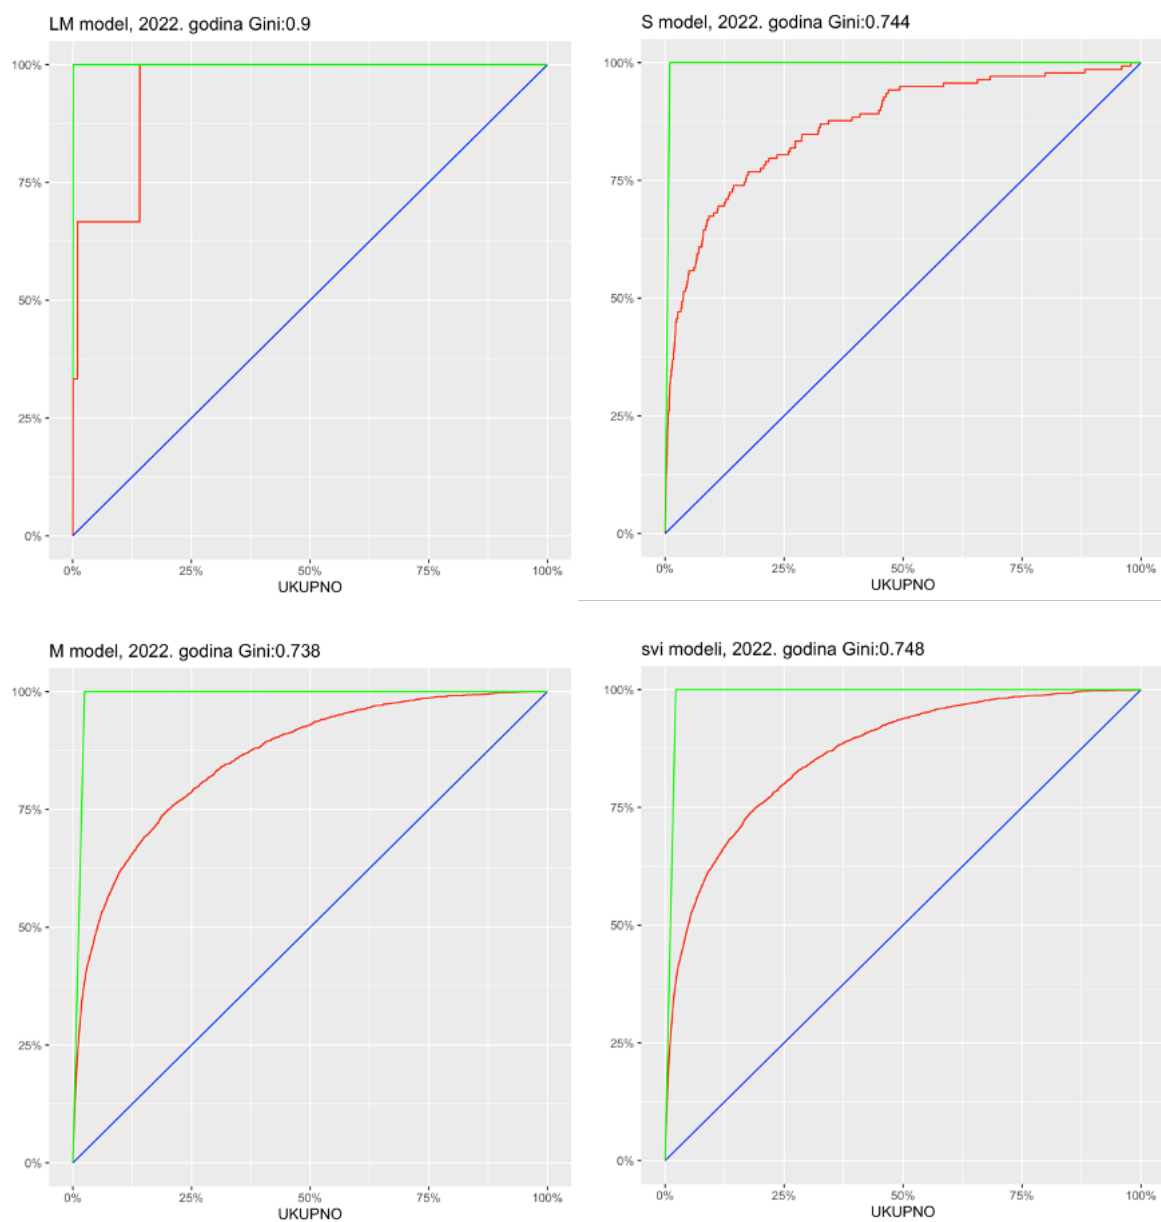 LM model, 2022. godina Gini:0.9
100%
75%
50%
25%
0%
0% 25% 50% 75% 100%
UKUPNO
S model, 2022. godina Gini:0.744
100%
75%
50%
25%
0%
0% 25% 50% 75% 100%
UKUPNO
M model, 2022. godina Gini:0.738
100%
75%
50%
25%
0%
0% 25% 50% 75% 100%
UKUPNO
svi modeli, 2022. godina Gini:0.748
100%
75%
50%
25%
0%
0% 25% 50% 75% 100%
UKUPNO